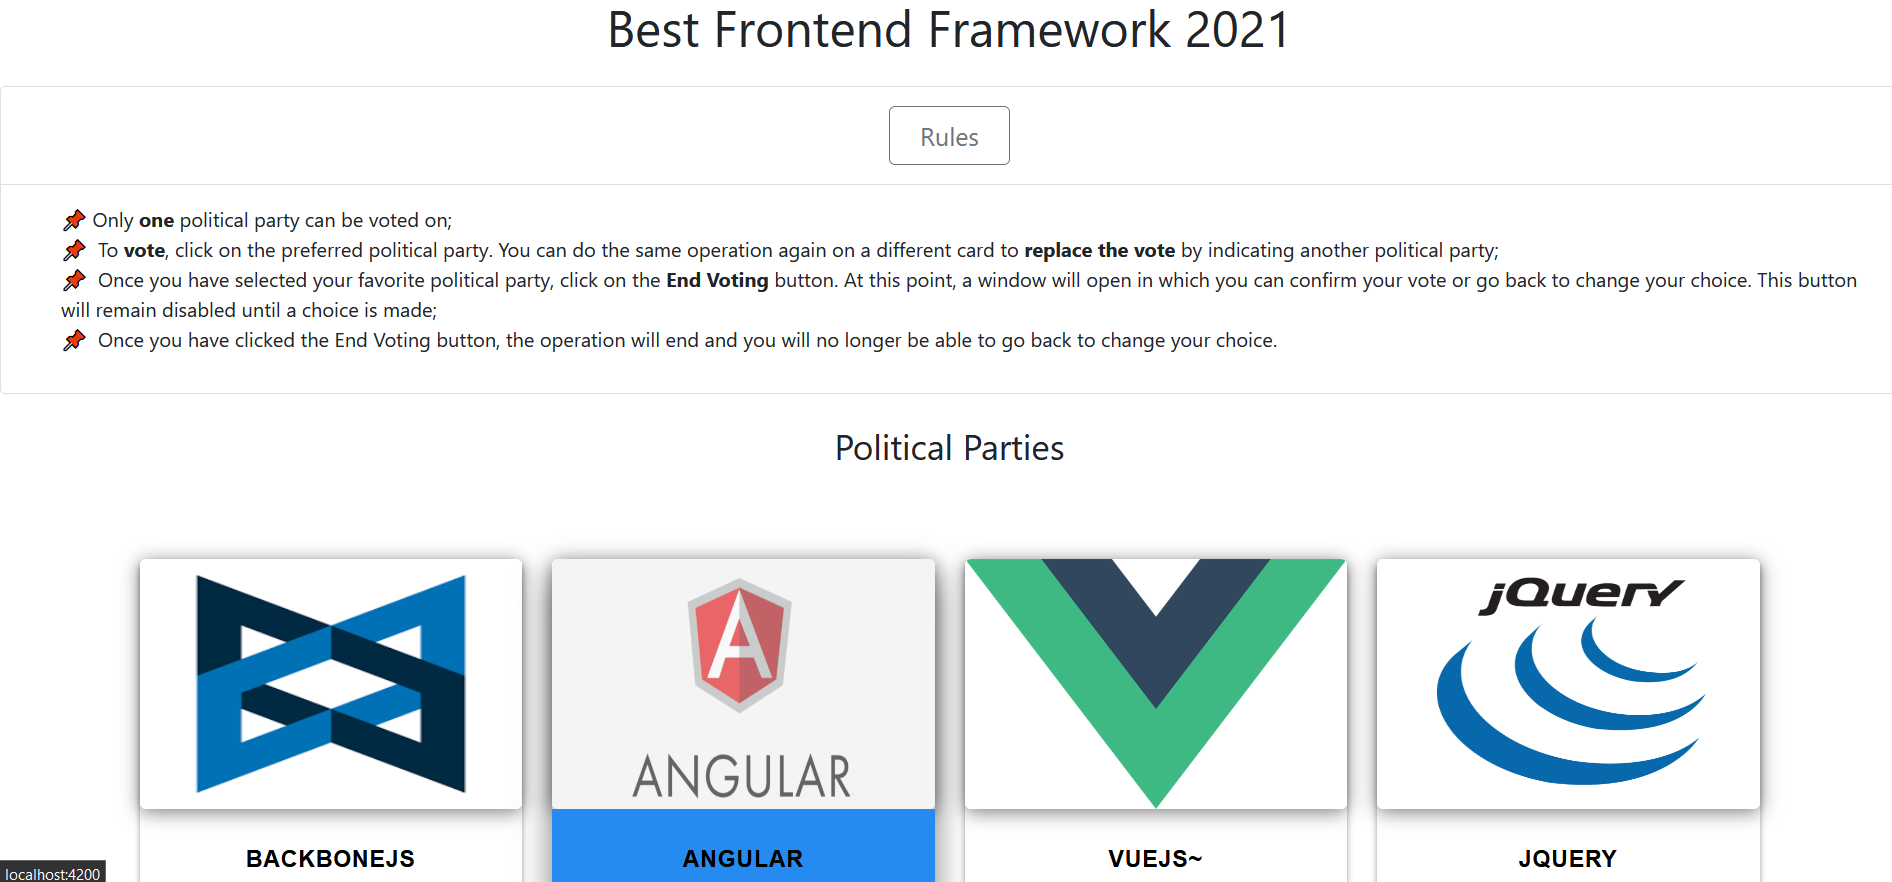 Best Frontend Framework 2021
Rules
📌 Only one political party can be voted on;
📌 To vote, click on the preferred political party. You can do the same operation again on a different card to replace the vote by indicating another political party;
📌 Once you have selected your favorite political party, click on the End Voting button. At this point, a window will open in which you can confirm your vote or go back to change your choice. This button
will remain disabled until a choice is made;
📌 Once you have clicked the End Voting button, the operation will end and you will no longer be able to go back to change your choice.
Political Parties
jQuery
A
ANGULAR
BACKBONEJS
ANGULAR
VUEJS~
JQUERY
localhost:4200